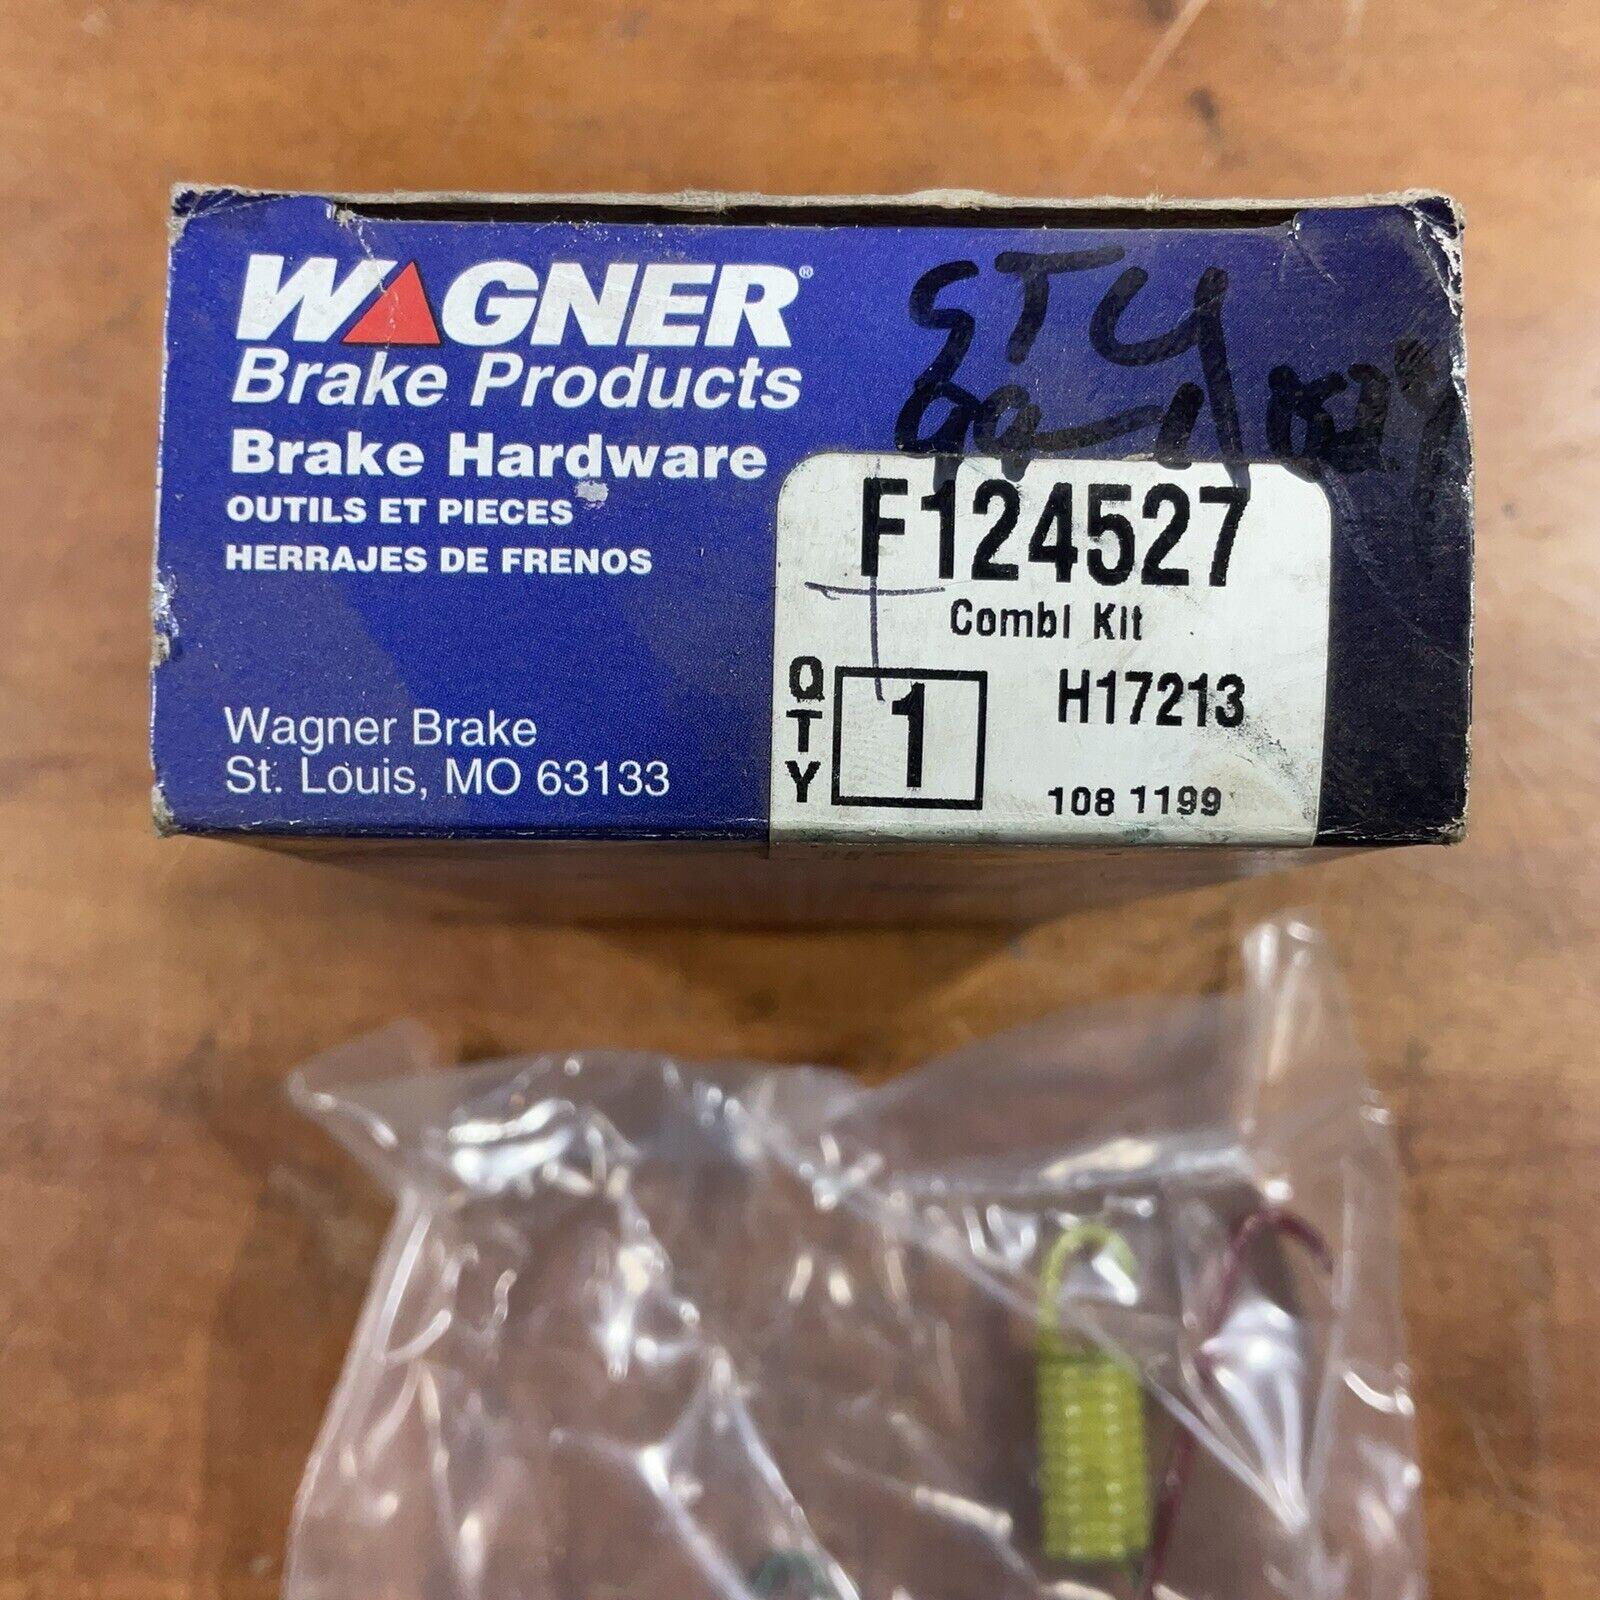 WAGNER®
Brake Products
Brake Hardware
OUTILS ET PIECES
HERRAJES DE FRENOS
Wagner Brake
St. Louis, MO 63133
F124527
Combi Kit
QTY
1
H17213
108 1199